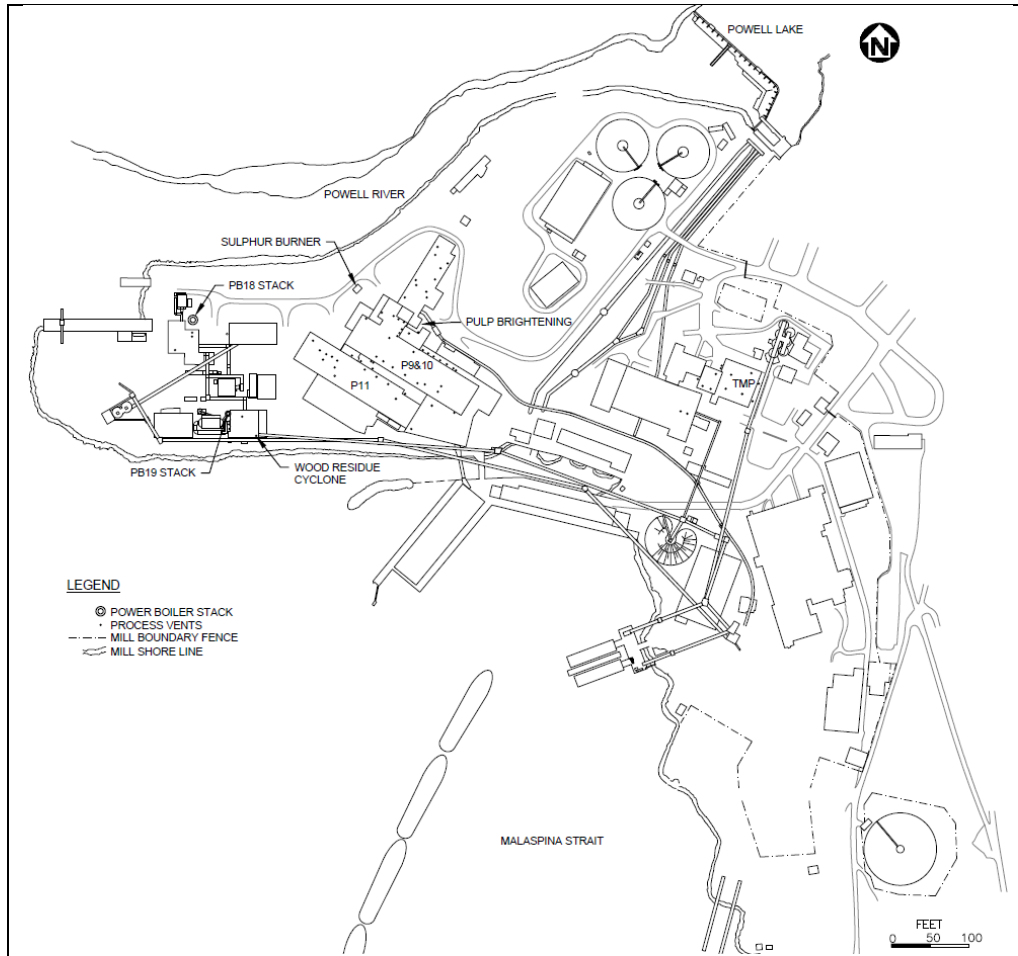 POWELL LAKE
N
POWELL RIVER
SULPHUR BURNER
PB18 STACK
PULP BRIGHTENING
P9&10
P11
TMP
WOOD RESIDUE
CYCLONE
PB19 STACK
LEGEND
POWER BOILER STACK
PROCESS VENTS
MILL BOUNDARY FENCE
MILL SHORE LINE
MALASPINA STRAIT
FEET
0 50 100